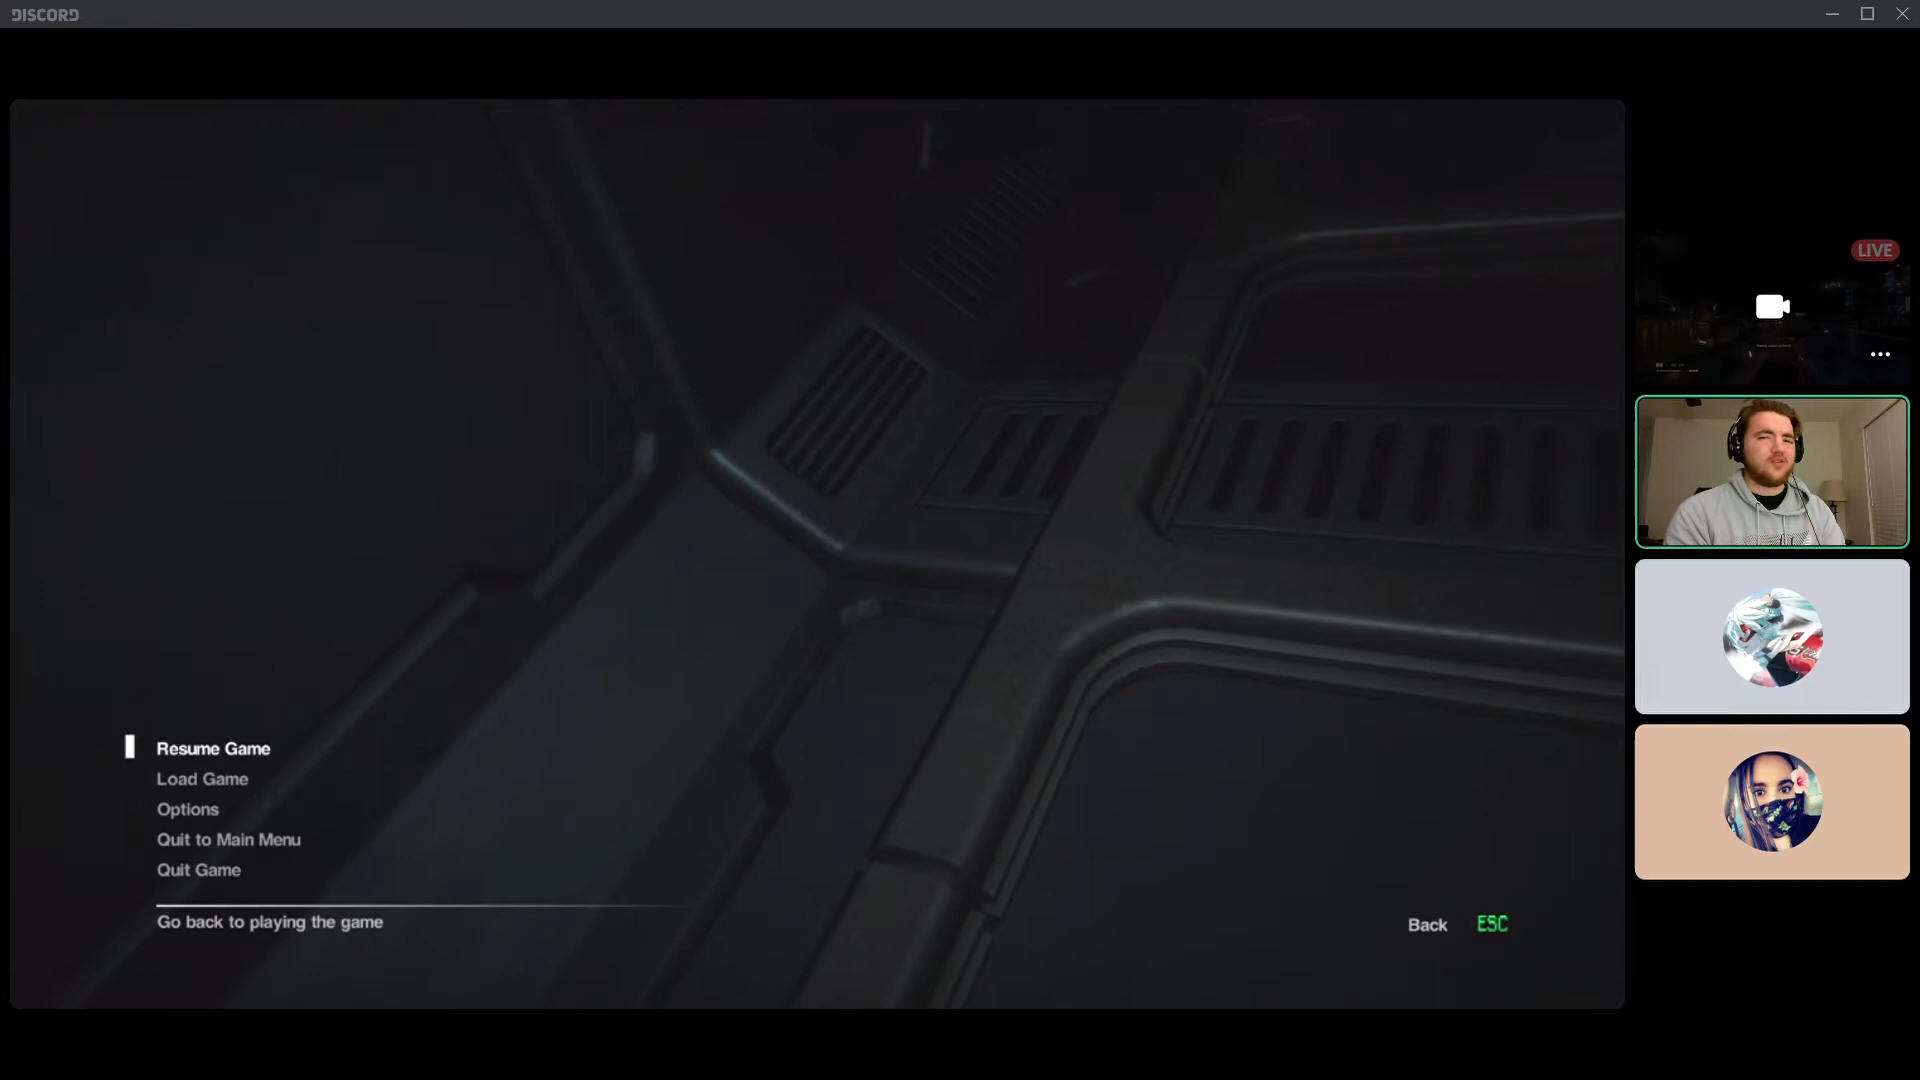 DISCORD
LIVE
Resume Game
Load Game
Options
Quit to Main Menu
Quit Game
Go back to playing the game
Back ESC